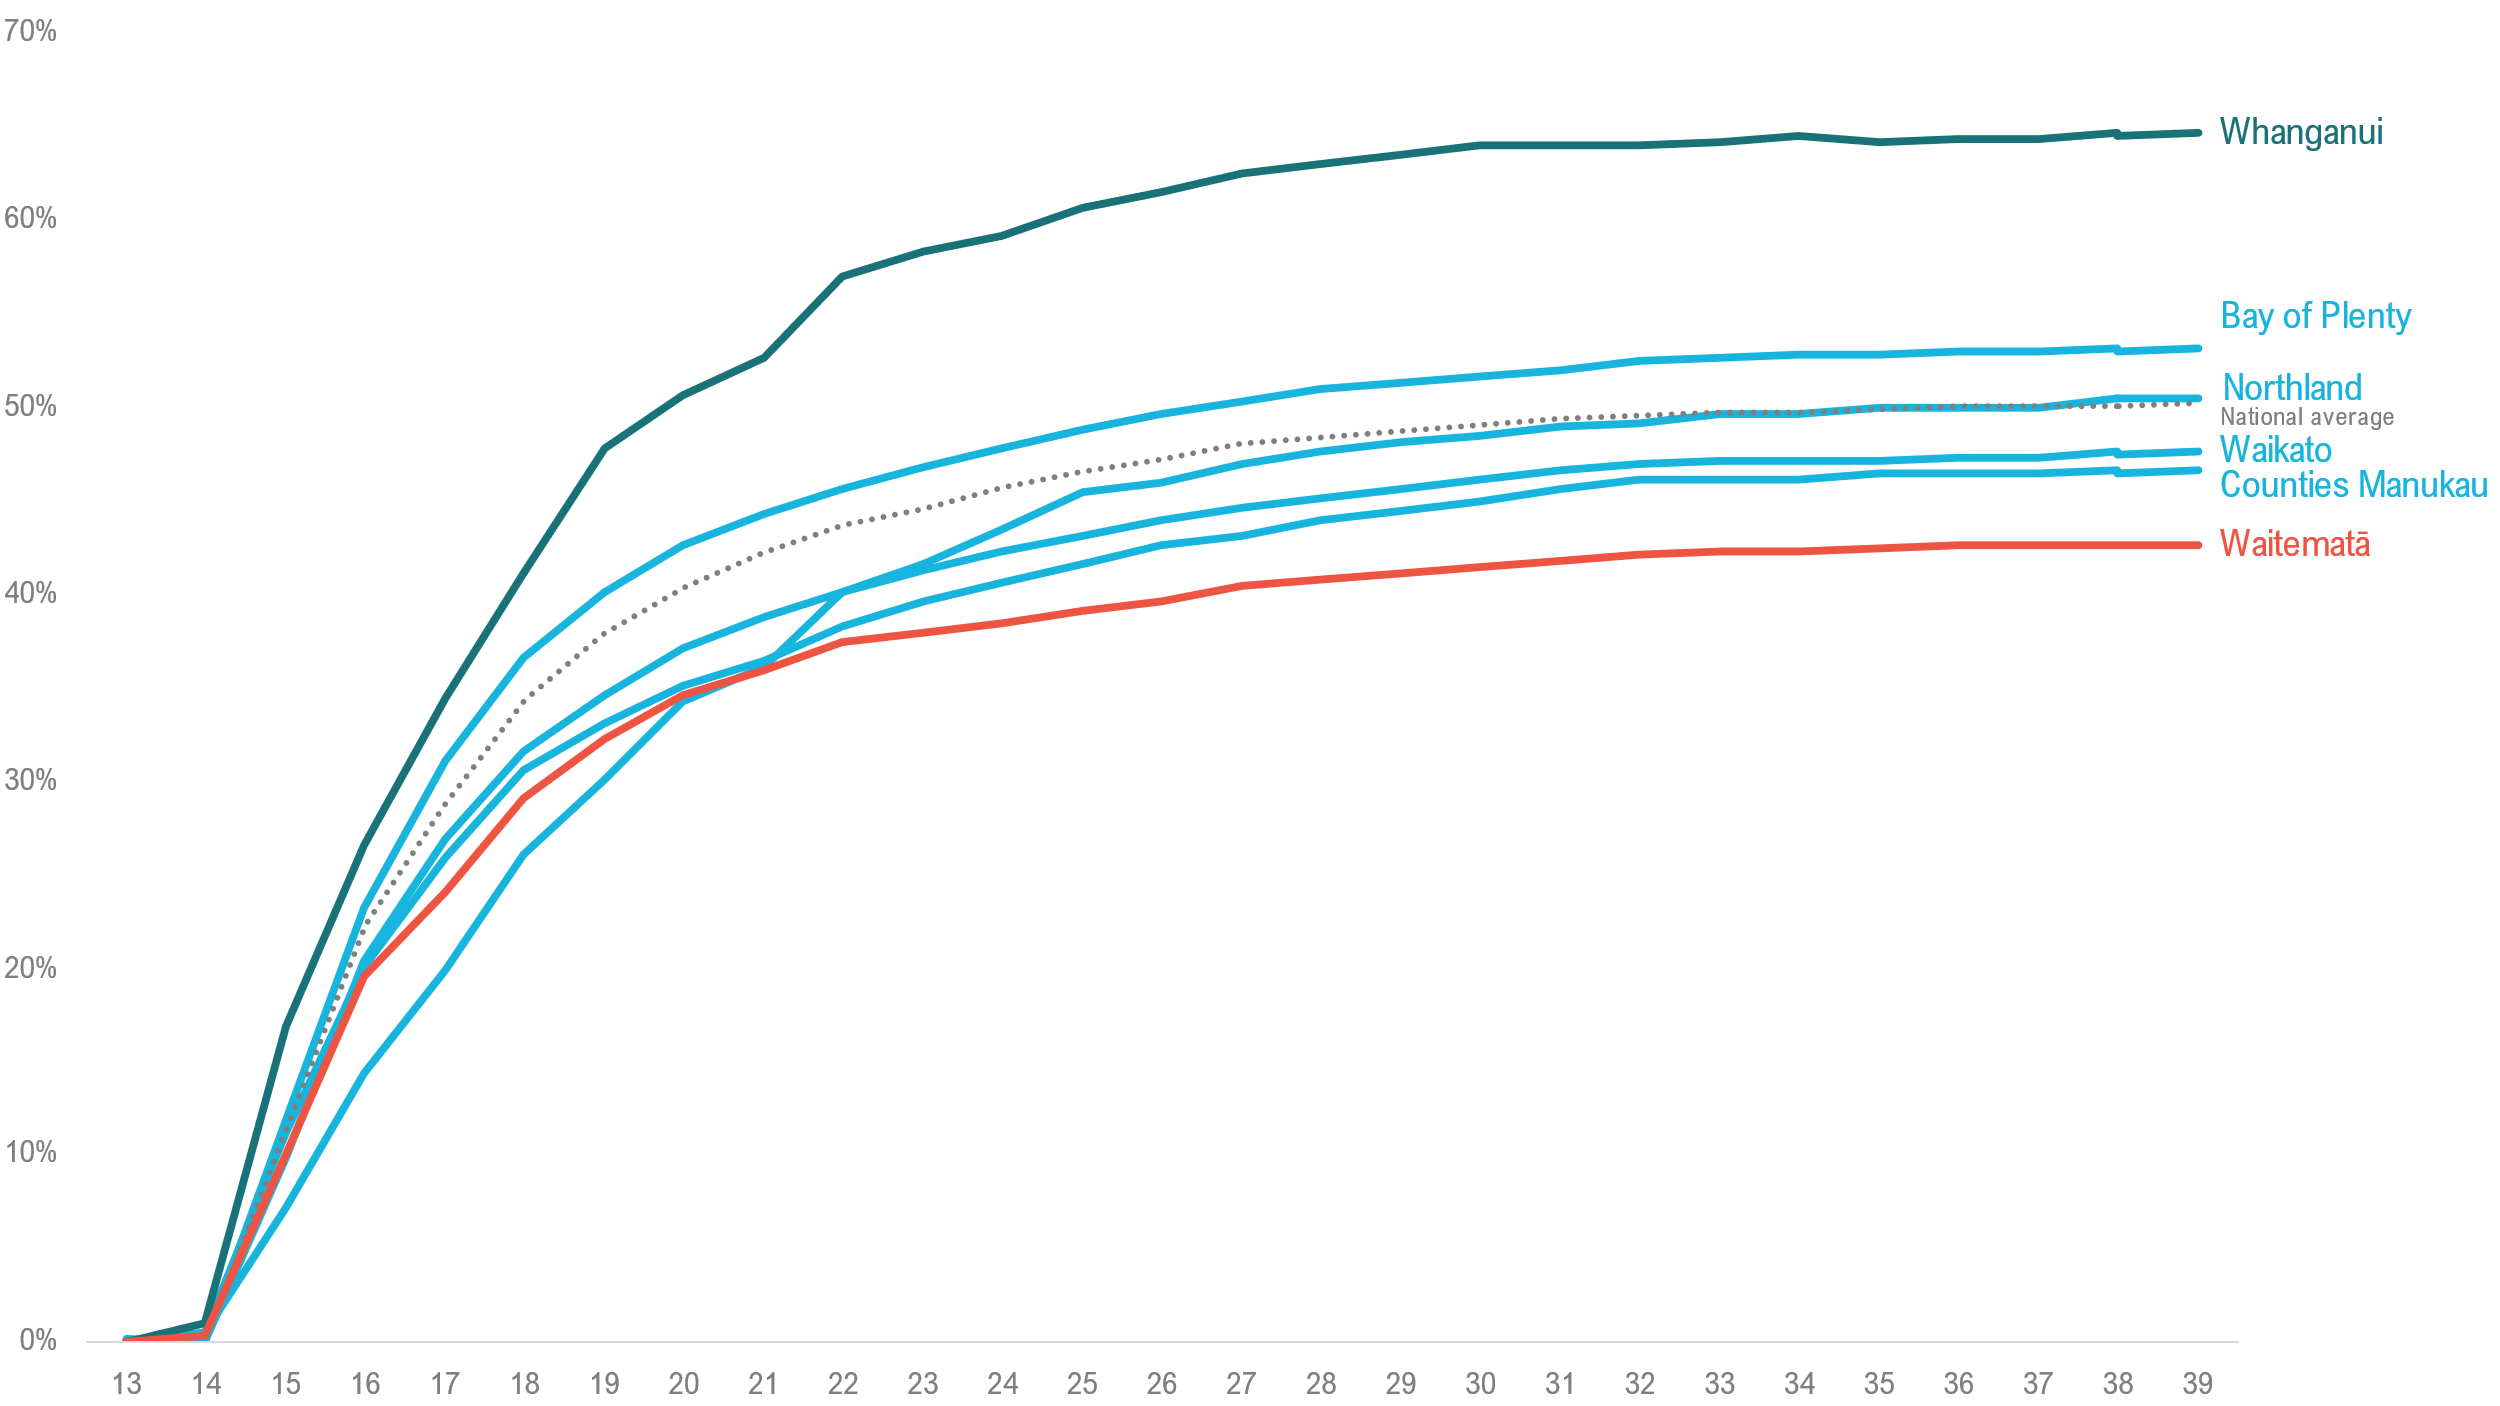 70%
60%
50%
40%
30%
20%
10%
0%
Whanganui
Bay of Plenty
Northland
National average
Waikato
Counties Manukau
Waitematā
13 14 15 16 17 18 19 20 21 22 23 24 25 26 27 28 29 30 31 32 33 34 35 36 37 38 39